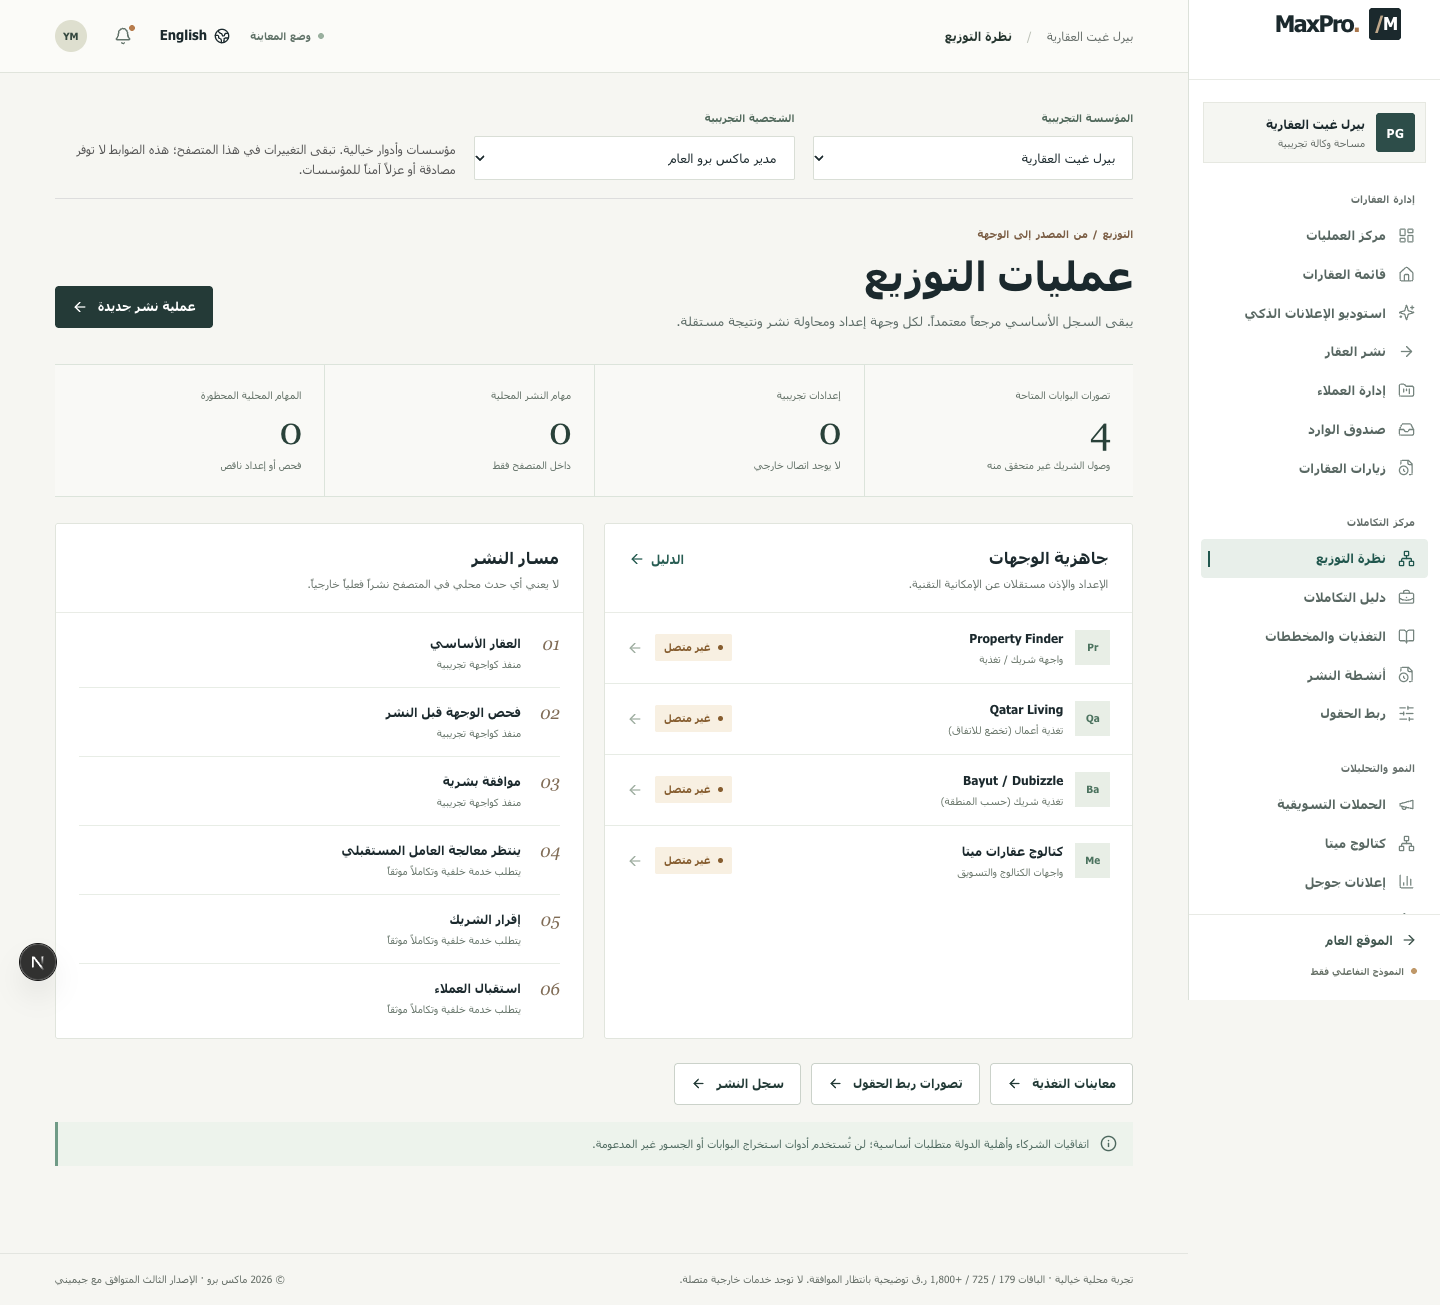 MaxPro.
/M
بيرل غيت العقارية / نظرة التوزيع
وضع المعاينة
English
YM
PG
بيرل غيت العقارية
مساحة وكالة تجريبية
إدارة العقارات
مركز العمليات
قائمة العقارات
استوديو الإعلانات الذكي
نشر العقار
إدارة العملاء
صندوق الوارد
زيارات العقارات
مركز التكاملات
نظرة التوزيع
دليل التكاملات
التغذيات والمخططات
أنشطة النشر
ربط الحقول
النمو والتحليلات
الحملات التسويقية
كتالوج ميتا
إعلانات جوجل
الموقع العام
النموذج التفاعلي فقط
المؤسسة التجريبية
بيرل غيت العقارية
الشخصية التجريبية
مدير ماكس برو العام
مؤسسات وأدوار خيالية. تبقى التغييرات في هذا المتصفح؛ هذه الضوابط لا توفر
مصادقة أو عزلاً آمناً للمؤسسات.
التوزيع / من المصدر إلى الوجهة
عمليات التوزيع
يبقى السجل الأساسي مرجعاً معتمداً. لكل وجهة إعداد ومحاولة نشر ونتيجة مستقلة.
عملية نشر جديدة
تصورات البوابات المتاحة
4
وصول الشريك غير متحقق منه
إعدادات تجريبية
0
لا يوجد اتصال خارجي
مهام النشر المحلية
0
داخل المتصفح فقط
المهام المحلية المحظورة
0
فحص أو إعداد ناقص
جاهزية الوجهات
الدليل
الإعداد والإذن مستقلان عن الإمكانية التقنية.
Pr
Property Finder
واجهة شريك / تغذية
غير متصل
Qa
Qatar Living
تغذية أعمال (تخضع للاتفاق)
غير متصل
Ba
Bayut / Dubizzle
تغذية شريك (حسب المنطقة)
غير متصل
Me
كتالوج عقارات ميتا
واجهات الكتالوج والتسويق
غير متصل
مسار النشر
لا يعني أي حدث محلي في المتصفح نشراً فعلياً خارجياً.
01
العقار الأساسي
منفذ كواجهة تجريبية
02
فحص الوجهة قبل النشر
منفذ كواجهة تجريبية
03
موافقة بشرية
منفذ كواجهة تجريبية
04
ينتظر معالجة العامل المستقبلي
يتطلب خدمة خلفية وتكاملاً موثقاً
05
إقرار الشريك
يتطلب خدمة خلفية وتكاملاً موثقاً
06
استقبال العملاء
يتطلب خدمة خلفية وتكاملاً موثقاً
معاينات التغذية
تصورات ربط الحقول
سجل النشر
اتفاقيات الشركاء وأهلية الدولة متطلبات أساسية؛ لن تُستخدم أدوات استخراج البوابات أو الجسور غير المدعومة.
تجربة محلية خيالية · الباقات 179 / 725 / +1,800 ر.ق توضيحية بانتظار الموافقة. لا توجد خدمات خارجية متصلة.
© 2026 ماكس برو · الإصدار الثالث المتوافق مع جيميني
N